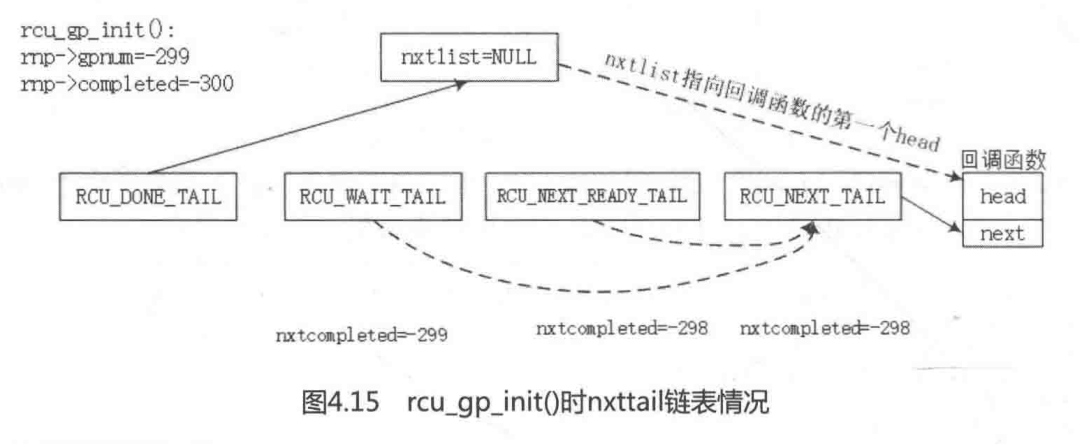 rcu_gp_init():
rnp->gpnum=-299
rnp->completed=-300
nxtlist=NULL
nxtlist指向回调函数的第一个head
回调函数
RCU_DONE_TAIL
RCU_WAIT_TAIL
RCU_NEXT_READY_TAIL
RCU_NEXT_TAIL
head
next
nxtcompleted=-299
nxtcompleted=-298
nxtcompleted=-298
图4.15 rcu_gp_init()时nxttail链表情况